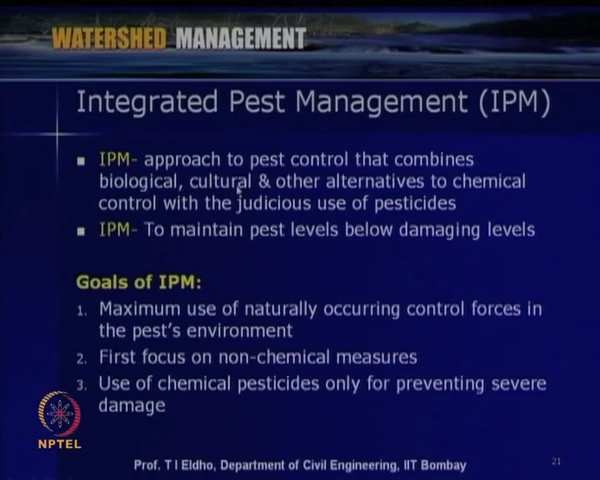 WATERSHED MANAGEMENT
Integrated Pest Management (IPM)
▪ IPM- approach to pest control that combines
biological, cultural & other alternatives to chemical
control with the judicious use of pesticides
▪ IPM- To maintain pest levels below damaging levels
Goals of IPM:
1. Maximum use of naturally occurring control forces in
the pest's environment
2. First focus on non-chemical measures
3. Use of chemical pesticides only for preventing severe
damage
NPTEL
Prof. T I Eldho, Department of Civil Engineering, IIT Bombay
21